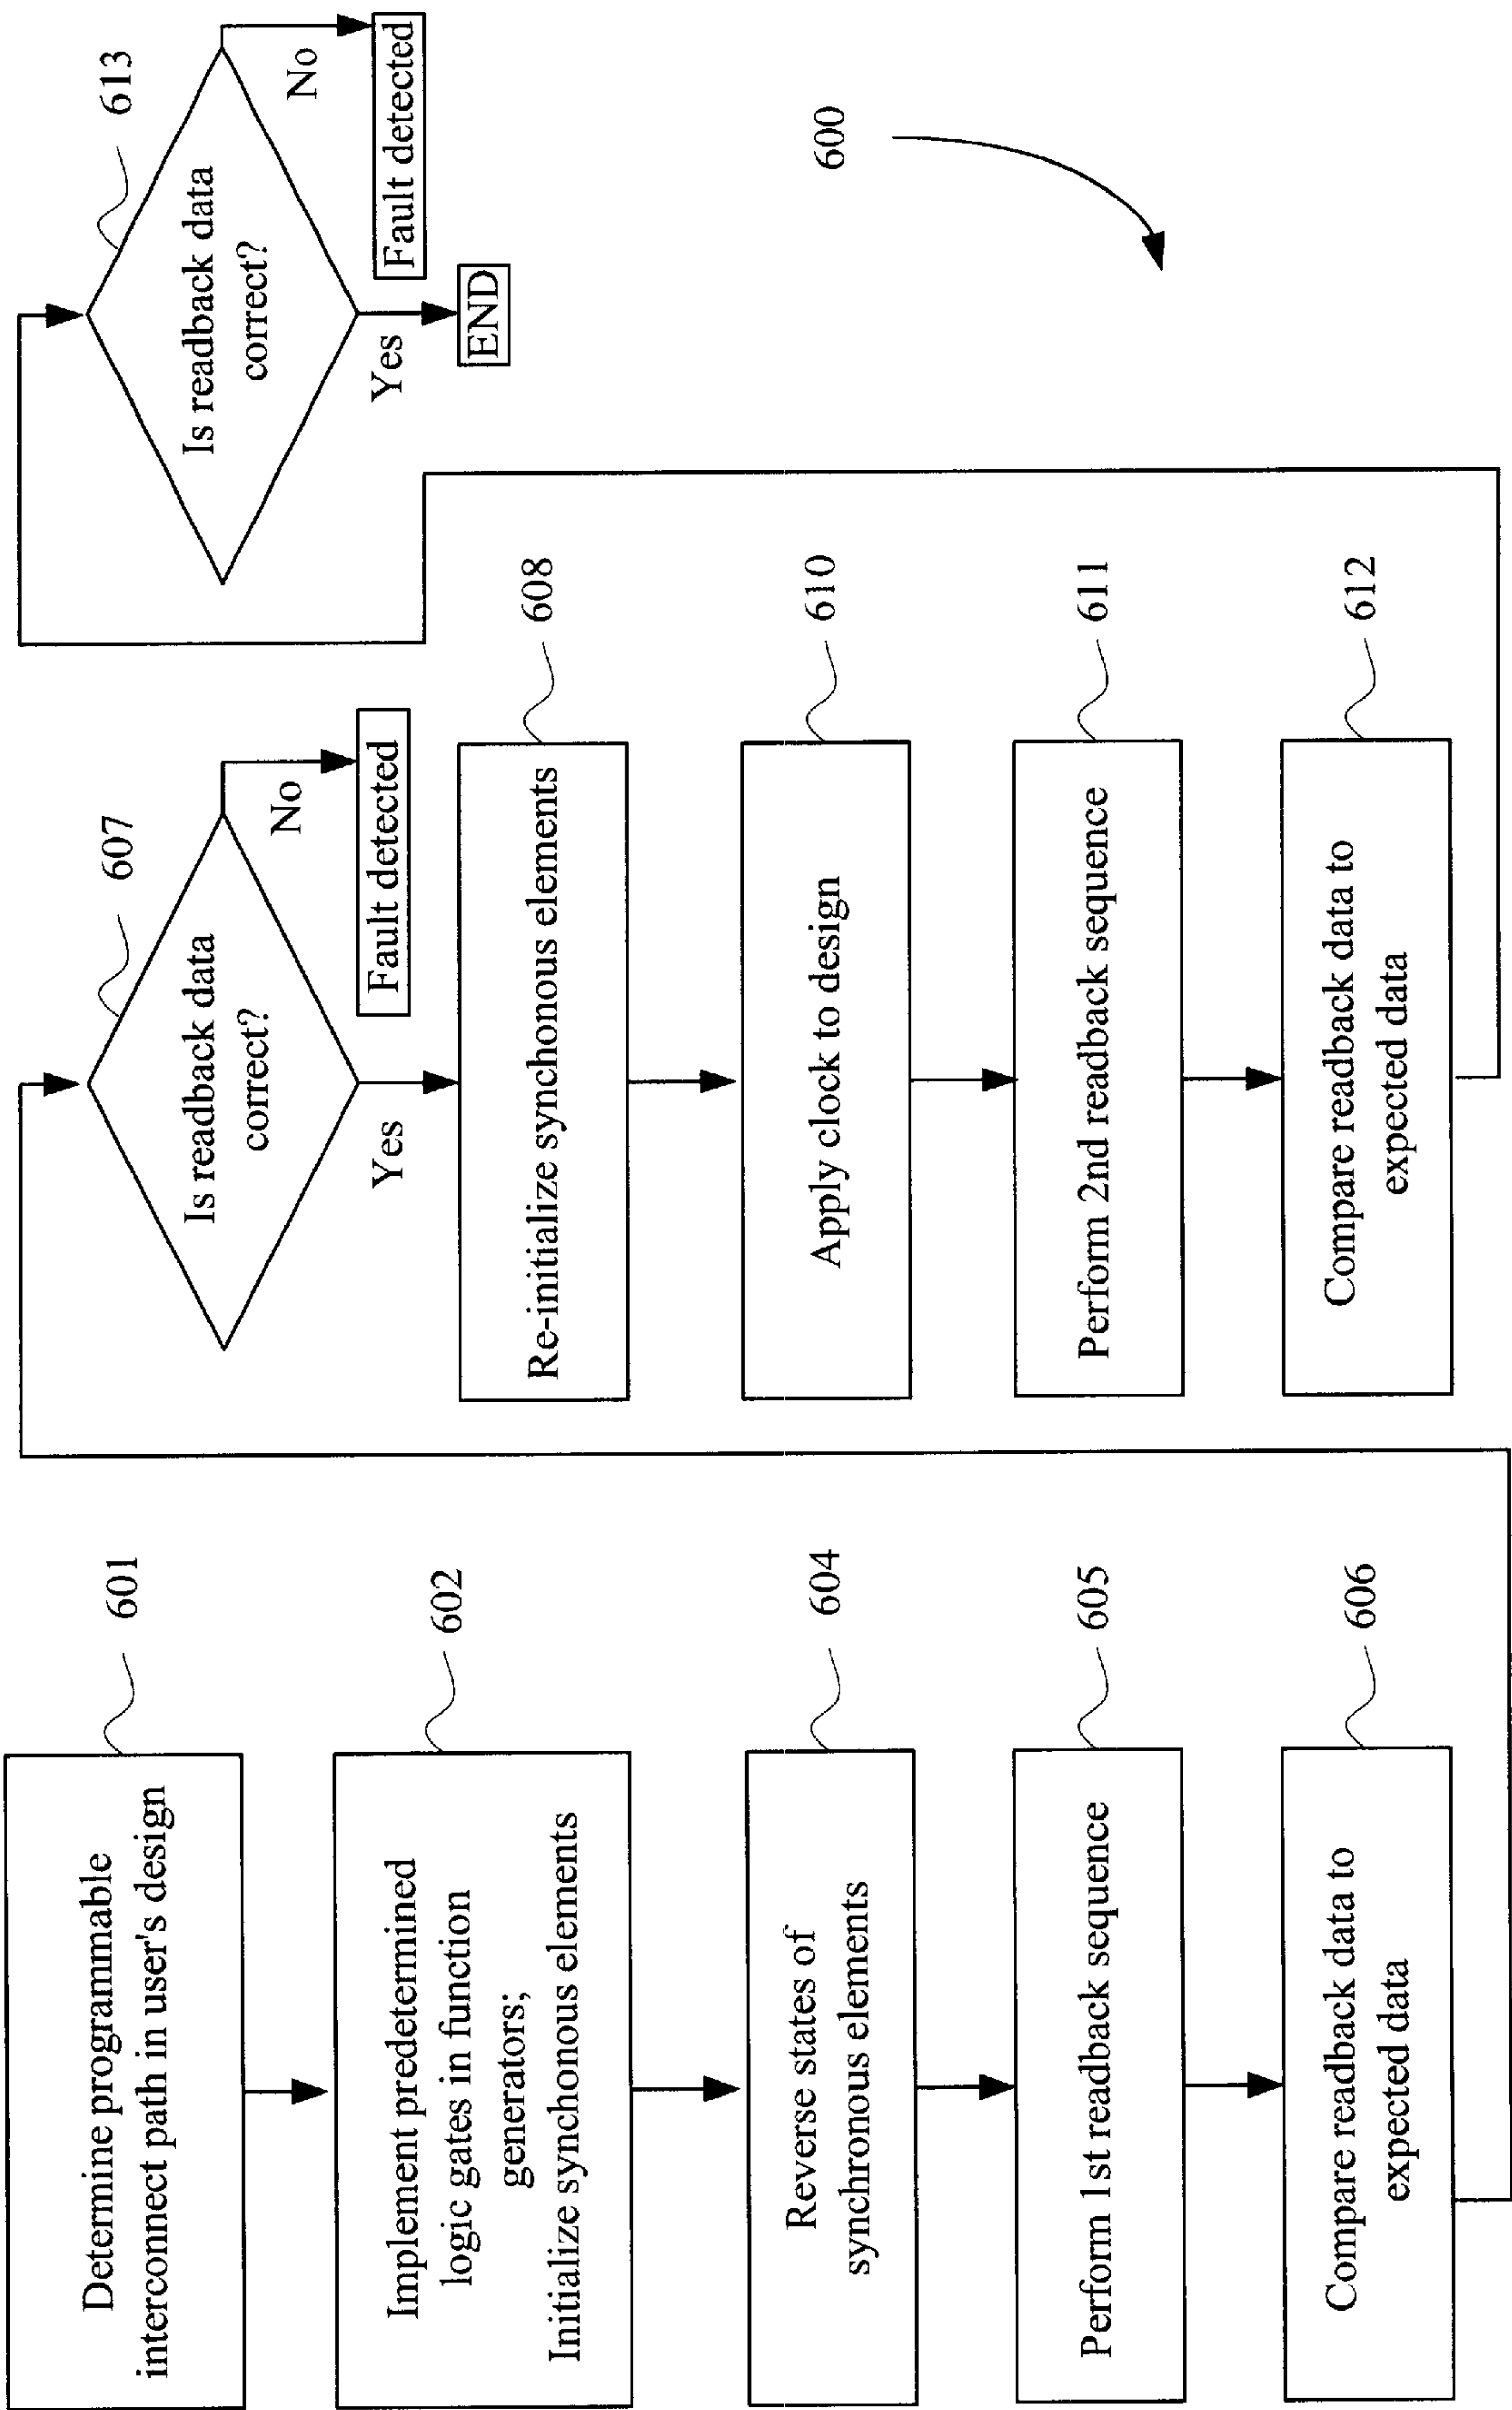 Determine programmable
interconnect path in user's design
601
Implement predetermined
logic gates in function
generators;
Initialize synchonous elements
602
Reverse states of
synchronous elements
604
Perform 1st readback sequence
605
Compare readback data to
expected data
606
Is readback data
correct?
607
No
Fault detected
Yes
Re-initialize synchonous elements
608
Apply clock to design
610
Perform 2nd readback sequence
611
Compare readback data to
expected data
612
Is readback data
correct?
613
No
Fault detected
Yes
END
600